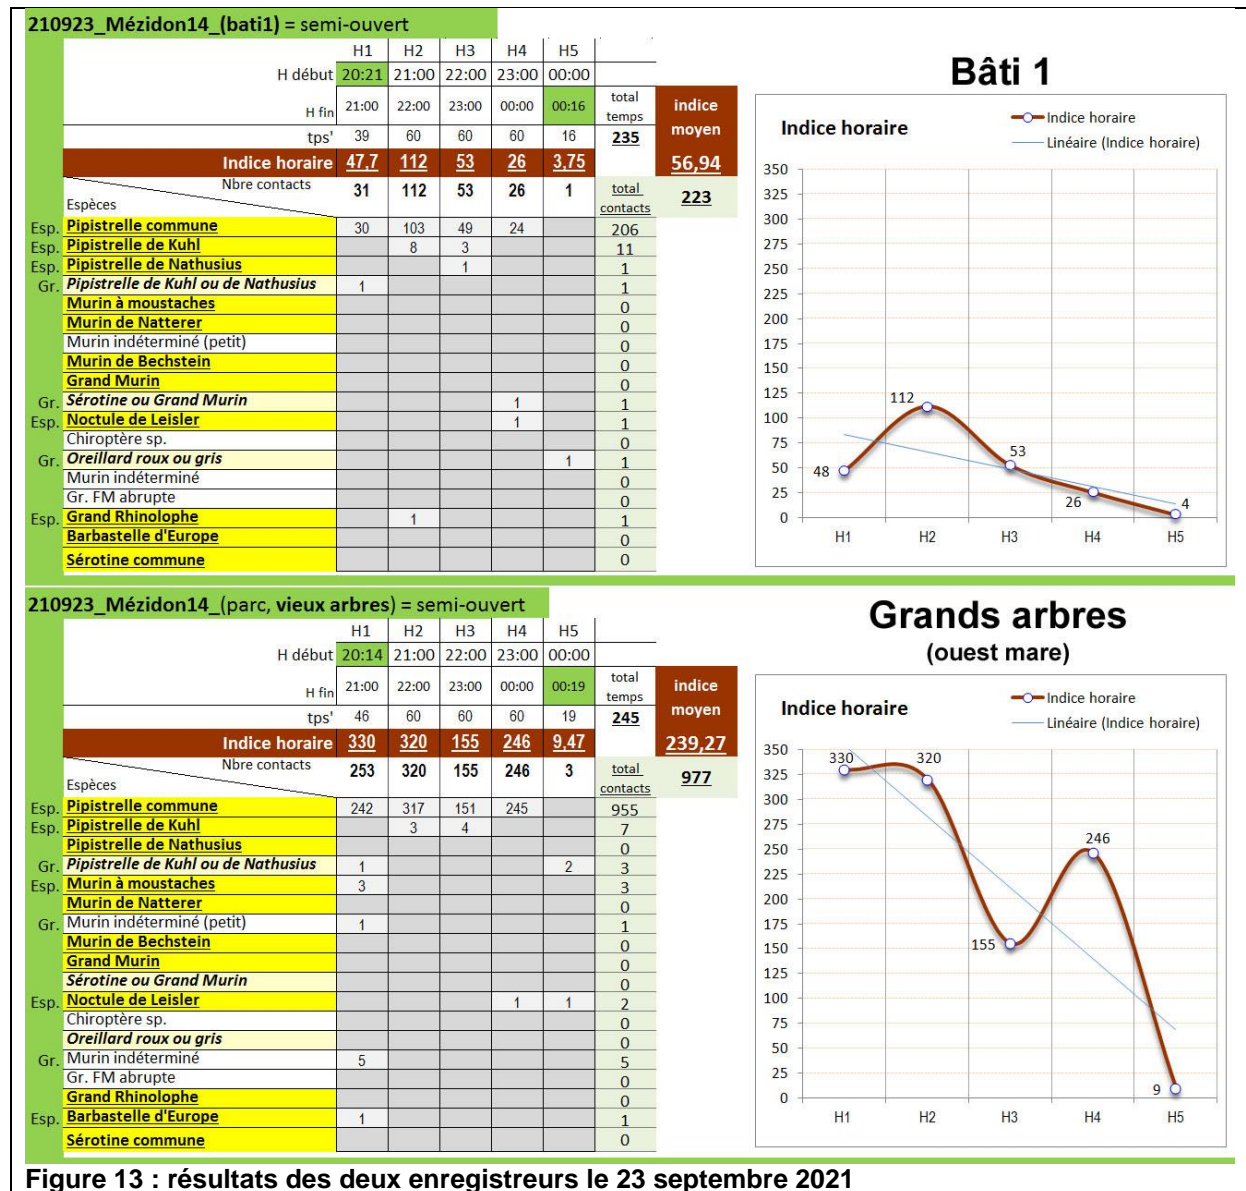 210923_Mézidon14_(bati1) = semi-ouvert
H1 H2 H3 H4 H5
H début 20:21 21:00 22:00 23:00 00:00
H fin 21:00 22:00 23:00 00:00 00:16 total temps indice moyen
tps' 39 60 60 60 16 235
Indice horaire 47,7 112 53 26 3,75 56,94
Nbre contacts 31 112 53 26 1 total contacts 223
Espèces
Esp. Pipistrelle commune 30 103 49 24 206
Esp. Pipistrelle de Kuhl 8 3 11
Esp. Pipistrelle de Nathusius 1 1
Gr. Pipistrelle de Kuhl ou de Nathusius 1 1
Murin à moustaches 0
Murin de Natterer 0
Murin indéterminé (petit) 0
Murin de Bechstein 0
Grand Murin 0
Gr. Sérotine ou Grand Murin 1 1
Esp. Noctule de Leisler 1 1
Chiroptère sp. 0
Gr. Oreillard roux ou gris 1 1
Murin indéterminé 0
Gr. FM abrupte 0
Esp. Grand Rhinolophe 1 1
Barbastelle d'Europe 0
Sérotine commune 0
Bâti 1
Indice horaire
Indice horaire
Linéaire (Indice horaire)
350
325
300
275
250
225
200
175
150
125
100
75
50
25
0
48
112
53
26
4
H1 H2 H3 H4 H5
210923_Mézidon14_(parc, vieux arbres) = semi-ouvert
H1 H2 H3 H4 H5
H début 20:14 21:00 22:00 23:00 00:00
H fin 21:00 22:00 23:00 00:00 00:19 total temps indice moyen
tps' 46 60 60 60 19 245
Indice horaire 330 320 155 246 9,47 239,27
Nbre contacts 253 320 155 246 3 total contacts 977
Espèces
Esp. Pipistrelle commune 242 317 151 245 955
Esp. Pipistrelle de Kuhl 3 4 7
Pipistrelle de Nathusius 0
Gr. Pipistrelle de Kuhl ou de Nathusius 1 2 3
Esp. Murin à moustaches 3 3
Murin de Natterer 0
Gr. Murin indéterminé (petit) 1 1
Murin de Bechstein 0
Grand Murin 0
Sérotine ou Grand Murin 0
Esp. Noctule de Leisler 1 1 2
Chiroptère sp. 0
Oreillard roux ou gris 0
Gr. Murin indéterminé 5 5
Gr. FM abrupte 0
Grand Rhinolophe 0
Esp. Barbastelle d'Europe 1 1
Sérotine commune 0
Grands arbres
(ouest mare)
Indice horaire
Indice horaire
Linéaire (Indice horaire)
350
325
300
275
250
225
200
175
150
125
100
75
50
25
0
330
320
155
246
9
H1 H2 H3 H4 H5
Figure 13 : résultats des deux enregistreurs le 23 septembre 2021